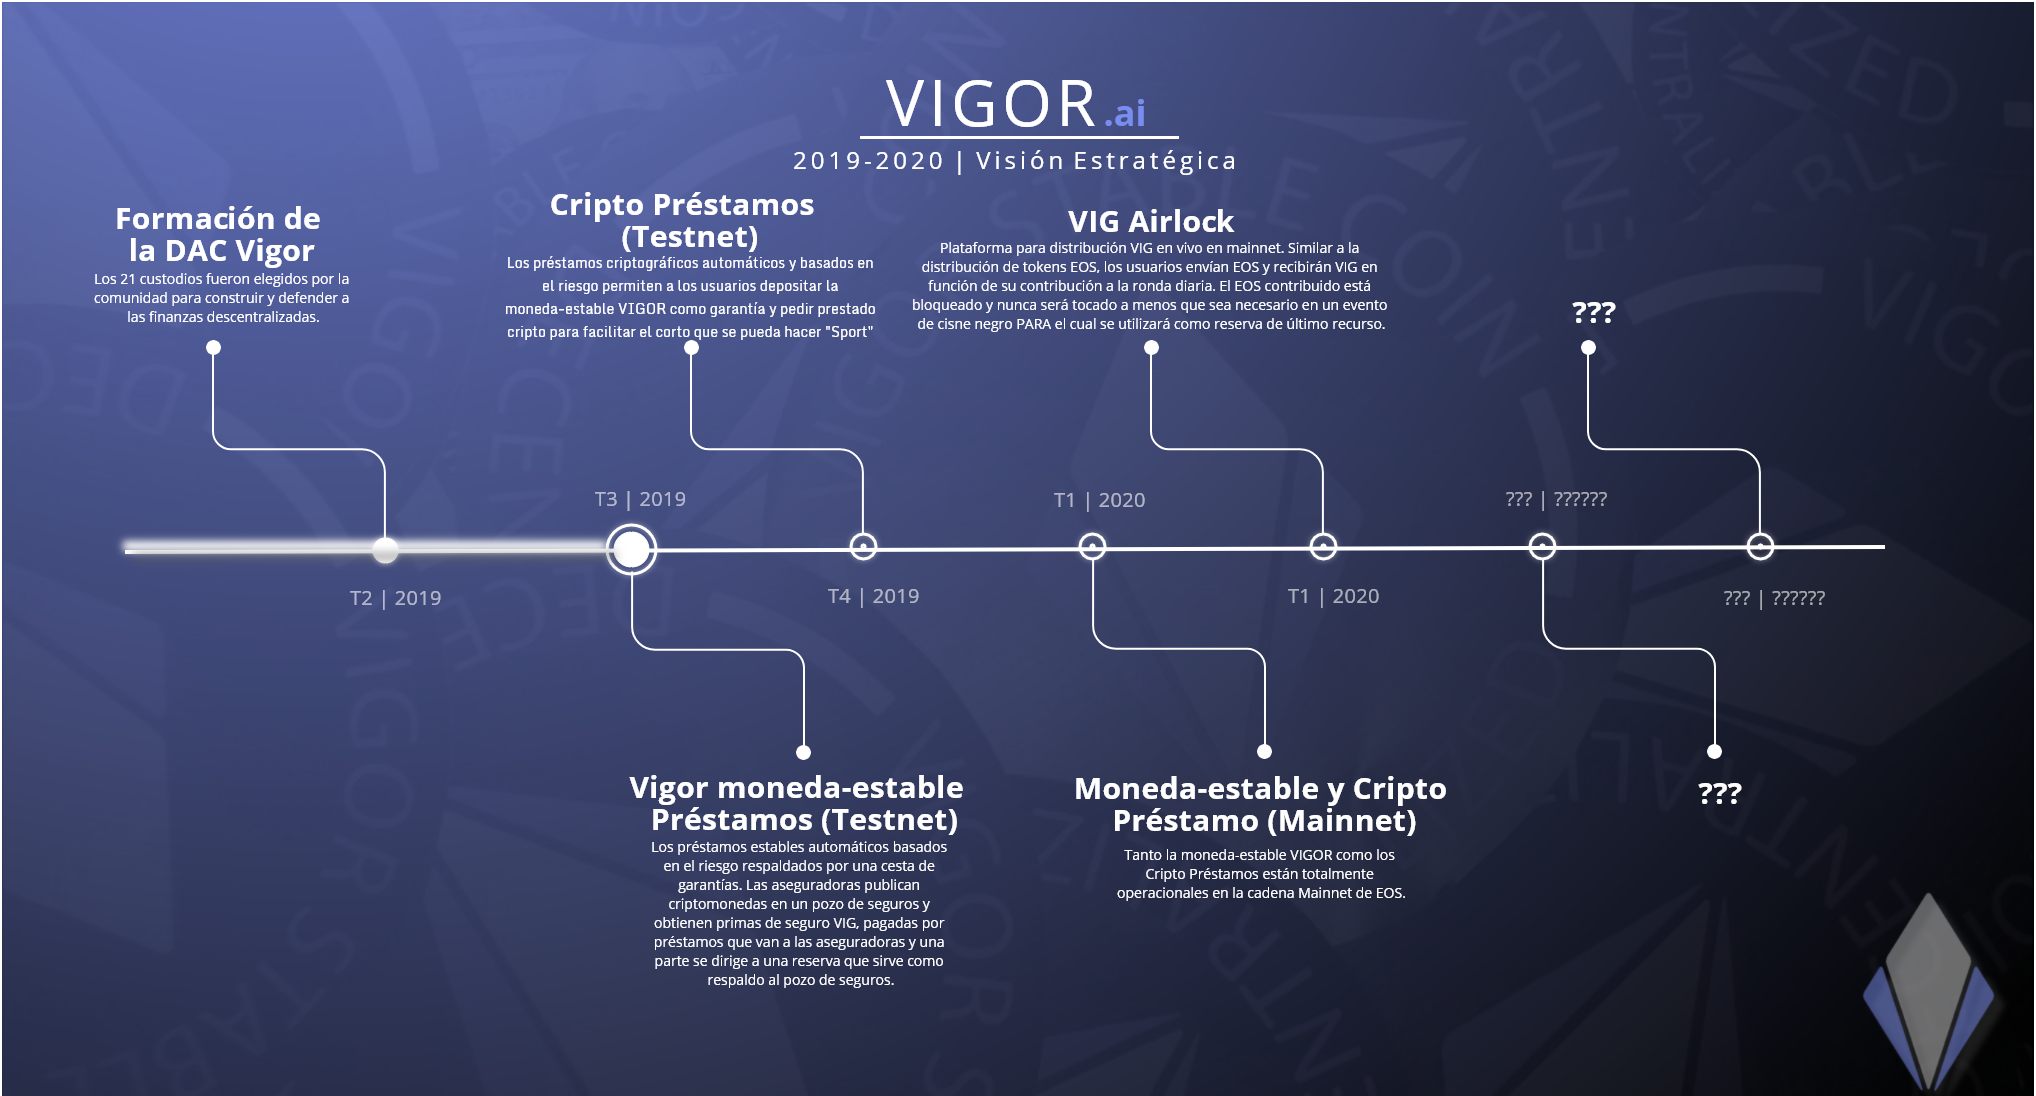 VIGOR.ai
2019-2020 | Visión Estratégica
Formación de
la DAC Vigor
Los 21 custodios fueron elegidos por la
comunidad para construir y defender a
las finanzas descentralizadas.
Cripto Préstamos
(Testnet)
Los préstamos criptográficos automáticos y basados en
el riesgo permiten a los usuarios depositar la
moneda-estable VIGOR como garantía y pedir prestado
cripto para facilitar el corto que se pueda hacer "Sport"
VIG Airlock
Plataforma para distribución VIG en vivo en mainnet. Similar a la
distribución de tokens EOS, los usuarios envían EOS y recibirán VIG en
función de su contribución a la ronda diaria. El EOS contribuido está
bloqueado y nunca será tocado a menos que sea necesario en un evento
de cisne negro PARA el cual se utilizará como reserva de último recurso.
???
T3 | 2019
T1 | 2020
??? | ??????
T2 | 2019
T4 | 2019
T1 | 2020
??? | ??????
Vigor moneda-estable
Préstamos (Testnet)
Los préstamos estables automáticos basados
en el riesgo respaldados por una cesta de
garantías. Las aseguradoras publican
criptomonedas en un pozo de seguros y
obtienen primas de seguro VIG, pagadas por
préstamos que van a las aseguradoras y una
parte se dirige a una reserva que sirve como
respaldo al pozo de seguros.
Moneda-estable y Cripto
Préstamo (Mainnet)
Tanto la moneda-estable VIGOR como los
Cripto Préstamos están totalmente
operacionales en la cadena Mainnet de EOS.
???